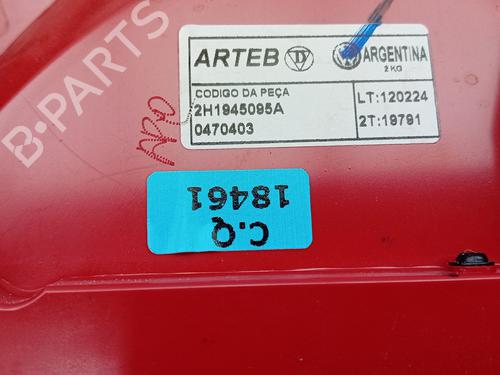 B-PARTS
ARTEB
ARGENTINA
2 KG
CODIGO DA PEÇA
2H1945095A
0470403
LT:120224
2T:19791
C.Q
18461